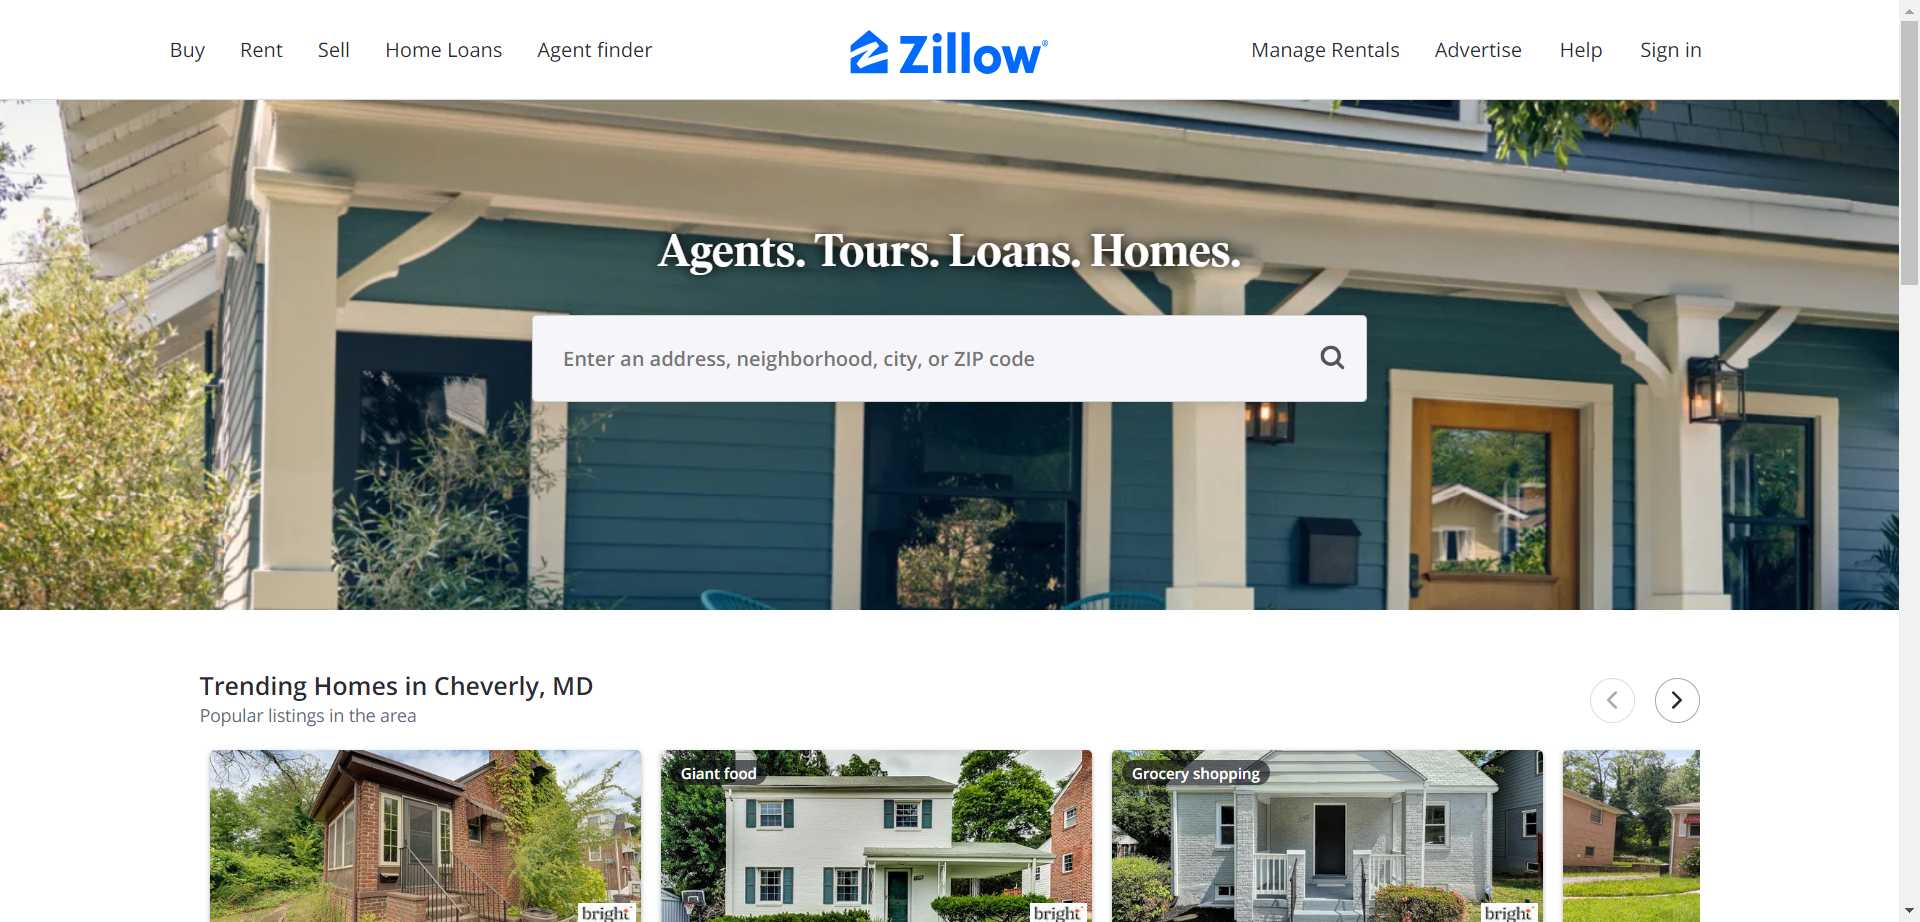 Buy Rent Sell Home Loans Agent finder Zillow® Manage Rentals Advertise Help Sign in
Agents. Tours. Loans. Homes.
Enter an address, neighborhood, city, or ZIP code
Trending Homes in Cheverly, MD
Popular listings in the area
Giant food
Grocery shopping
bright
bright
bright